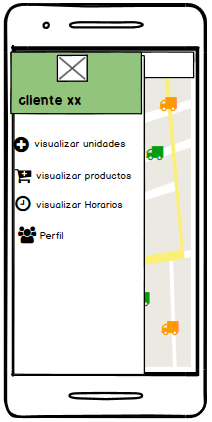 cliente xx
visualizar unidades
visualizar productos
visualizar Horarios
Perfil